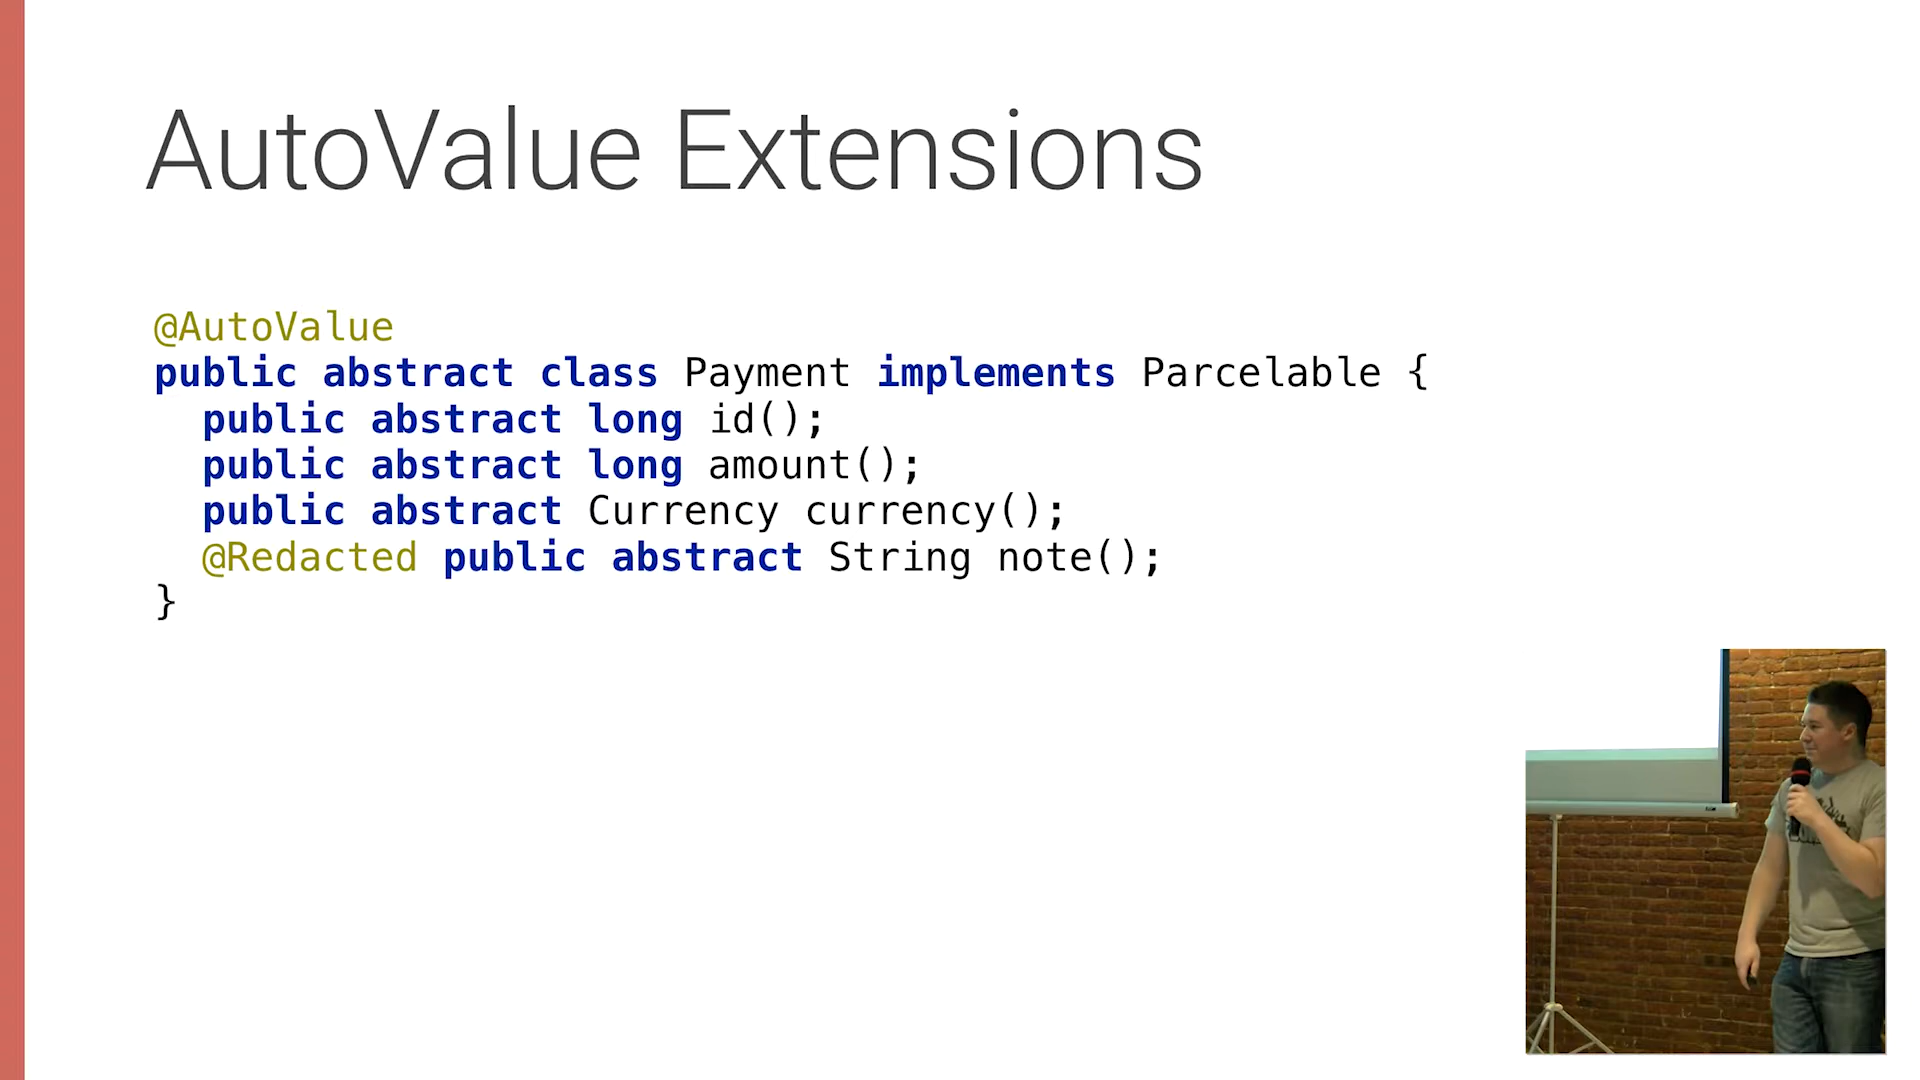 AutoValue Extensions
@AutoValue
public abstract class Payment implements Parcelable {
  public abstract long id();
  public abstract long amount();
  public abstract Currency currency();
  @Redacted public abstract String note();
}